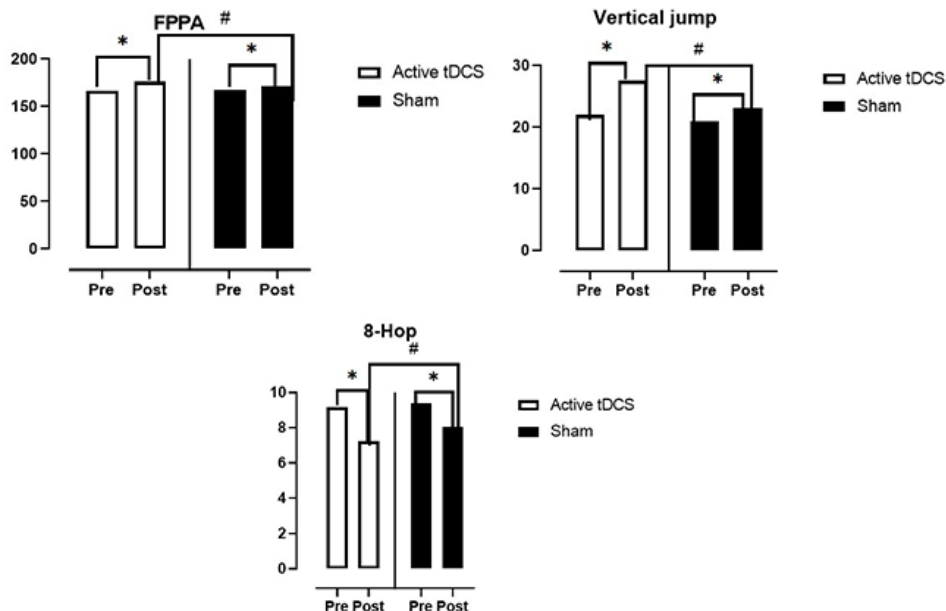 FPPA
#
*
*
200
150
100
50
0
Pre Post
Pre Post
Active tDCS
Sham
Vertical jump
#
*
*
30
20
10
0
Pre Post
Pre Post
Active tDCS
Sham
8-Hop
#
*
*
10
8
6
4
2
0
Pre Post
Pre Post
Active tDCS
Sham